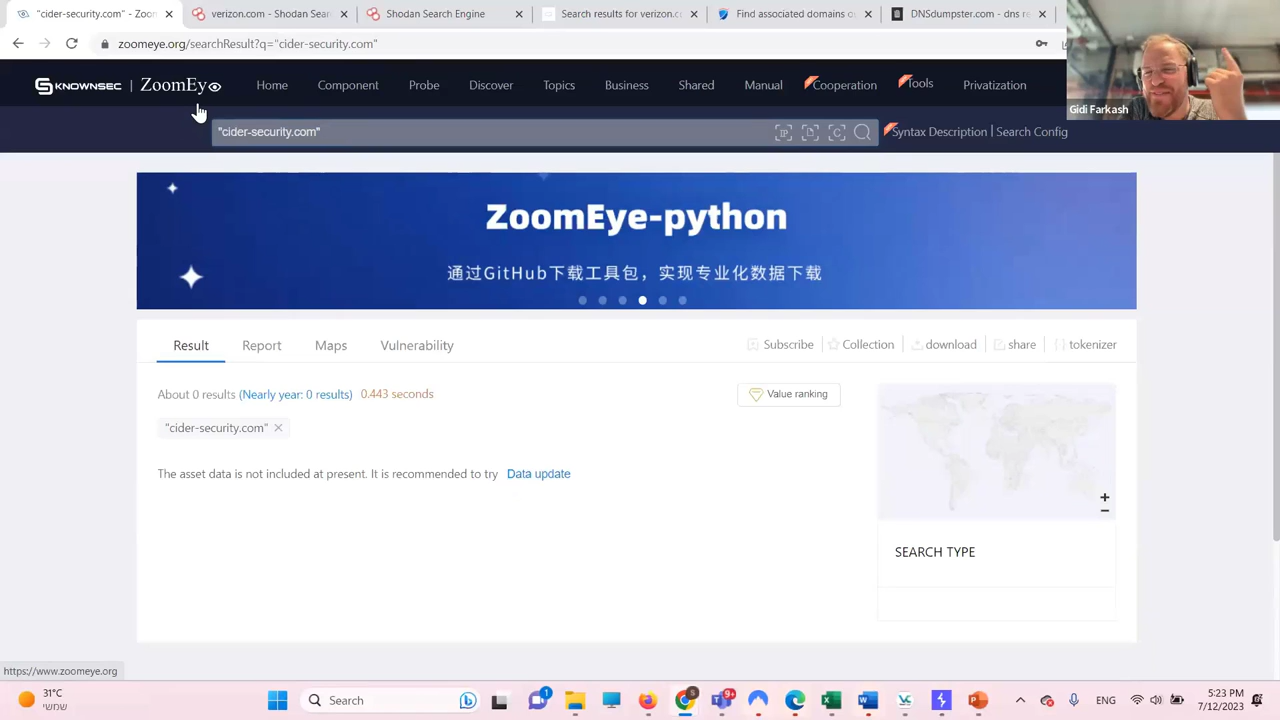 "cider-security.com" - Zoo
verizon.com - Shodan Sear
Shodan Search Engine
Search results for verizon.c
Find associated domains o
DNSdumpster.com - dns re
zoomeye.org/searchResult?q="cider-security.com"
KNOWNSEC | ZoomEye
Home
Component
Probe
Discover
Topics
Business
Shared
Manual
Cooperation
Tools
Privatization
Gidi Farkash
"cider-security.com"
IP
C
Syntax Description | Search Config
ZoomEye-python
通过GitHub下载工具包，实现专业化数据下载
Result
Report
Maps
Vulnerability
Subscribe
Collection
download
share
tokenizer
About 0 results (Nearly year: 0 results) 0.443 seconds
Value ranking
"cider-security.com" ×
The asset data is not included at present. It is recommended to try Data update
+
−
SEARCH TYPE
https://www.zoomeye.org
31°C
שמשי
Search
1
9+
S
ENG
5:23 PM
7/12/2023